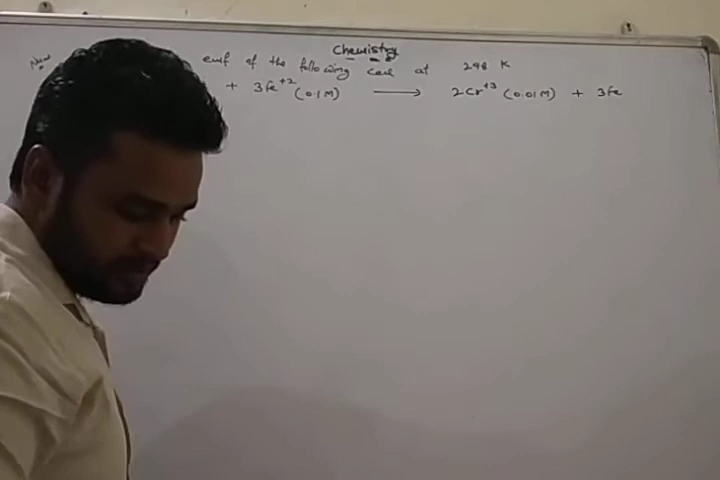 Chemistry
emf of the following cell at 298 K
+ 3Fe⁺² (0.1M) ⟶ 2Cr⁺³ (0.01M) + 3Fe